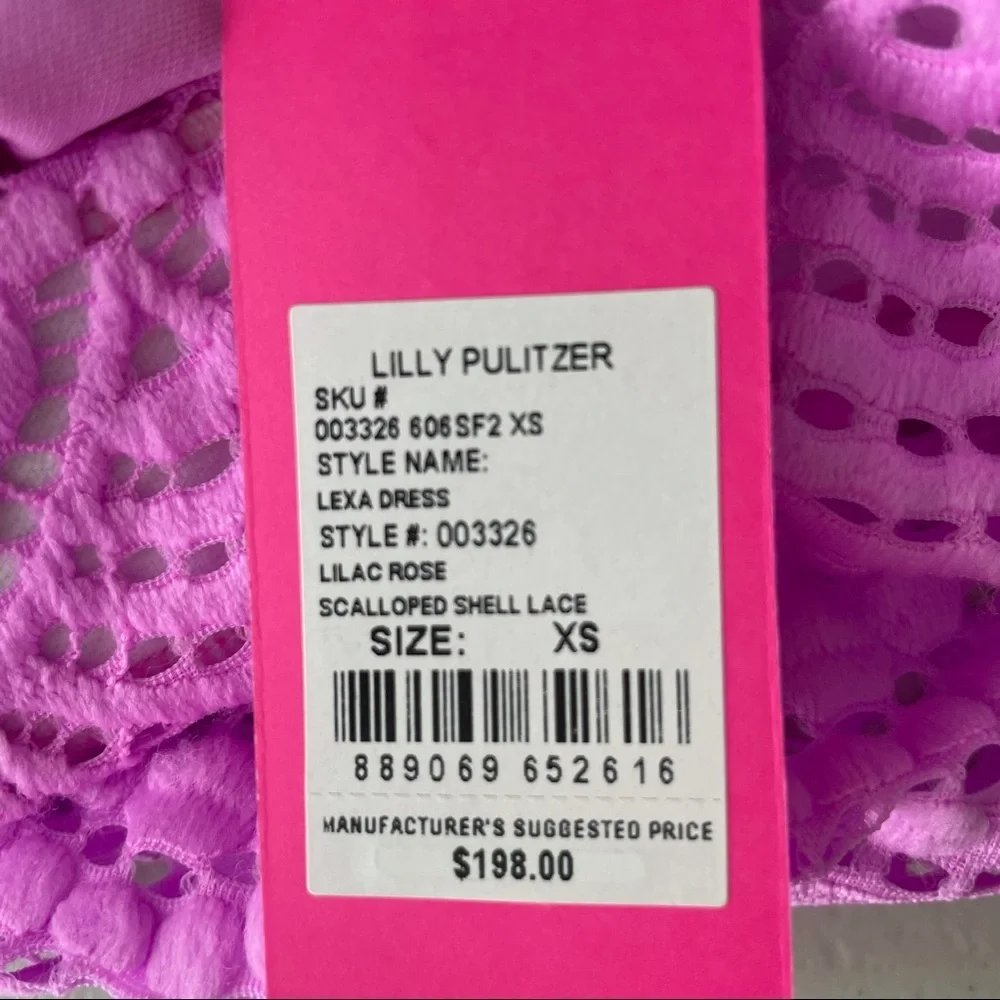 LILLY PULITZER
SKU #
003326 606SF2 XS
STYLE NAME:
LEXA DRESS
STYLE #: 003326
LILAC ROSE
SCALLOPED SHELL LACE
SIZE: XS
889069 652616
MANUFACTURER'S SUGGESTED PRICE
$198.00